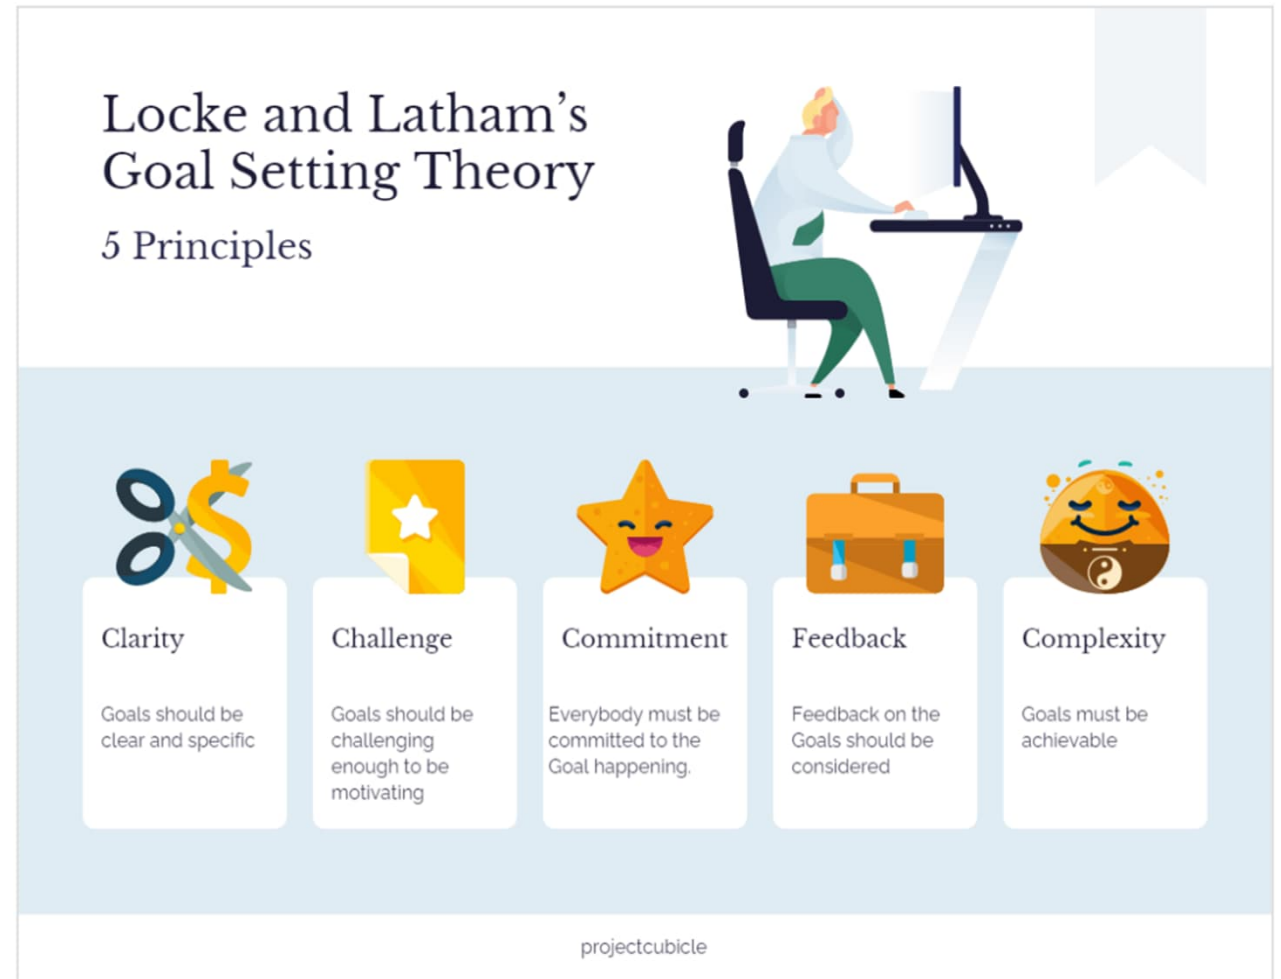 Locke and Latham’s
Goal Setting Theory
5 Principles
Clarity
Goals should be
clear and specific
Challenge
Goals should be
challenging
enough to be
motivating
Commitment
Everybody must be
committed to the
Goal happening.
Feedback
Feedback on the
Goals should be
considered
Complexity
Goals must be
achievable
projectcubicle